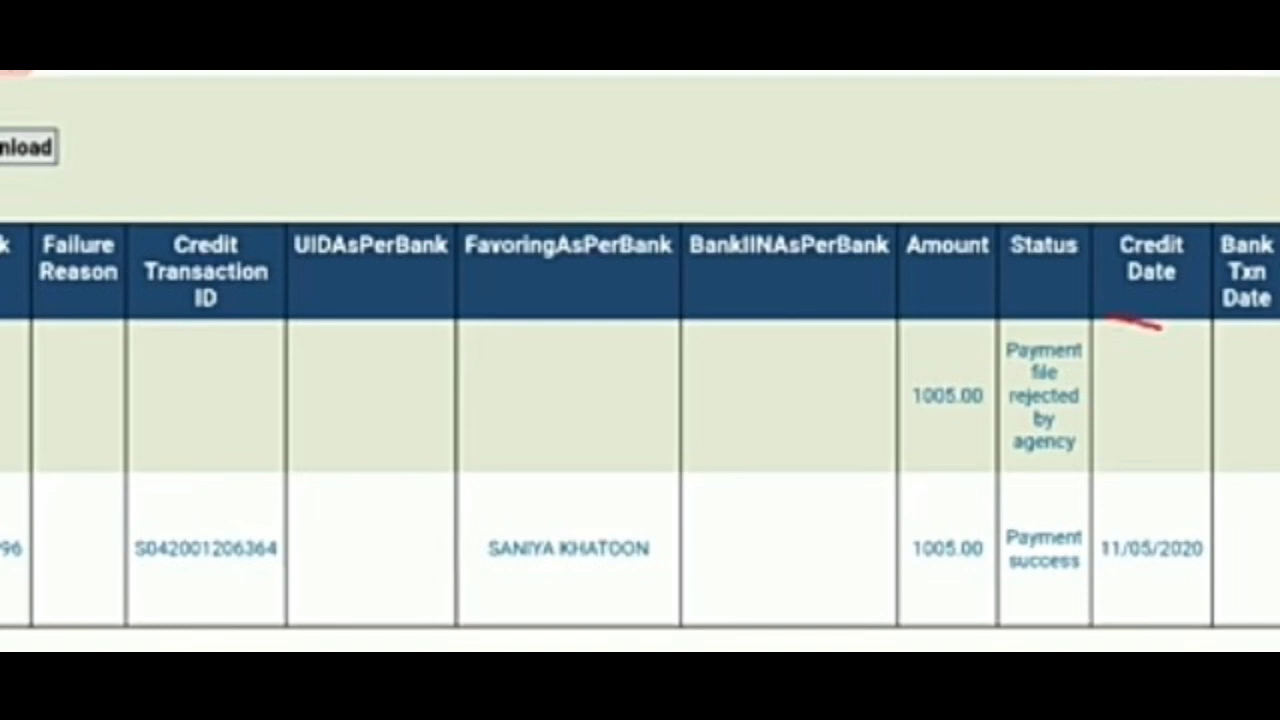 nload
k
Failure
Reason
Credit
Transaction
ID
UIDAsPerBank
FavoringAsPerBank
BankIINAsPerBank
Amount
Status
Credit
Date
Bank
Txn
Date
1005.00
Payment
file
rejected
by
agency
96
S042001206364
SANIYA KHATOON
1005.00
Payment
success
11/05/2020